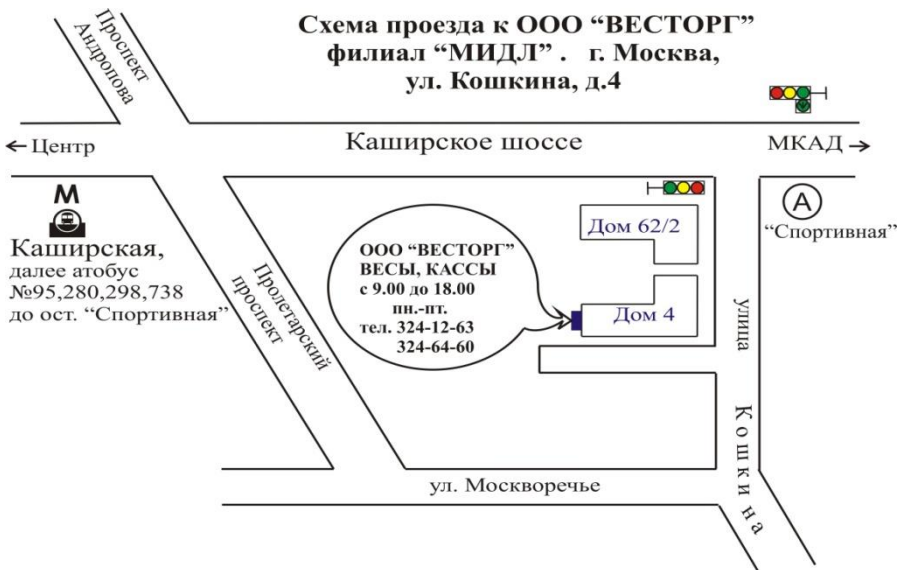 Схема проезда к ООО “ВЕСТОРГ”
филиал “МИДЛ” . г. Москва,
ул. Кошкина, д.4
Проспект
Андропова
← Центр
Каширское шоссе
МКАД →
М
Каширская,
далее атобус
№95,280,298,738
до ост. “Спортивная”
А
“Спортивная”
Дом 62/2
ООО “ВЕСТОРГ”
ВЕСЫ, КАССЫ
с 9.00 до 18.00
пн.-пт.
тел. 324-12-63
324-64-60
Дом 4
Пролетарский
проспект
улица Кошкина
ул. Москворечье